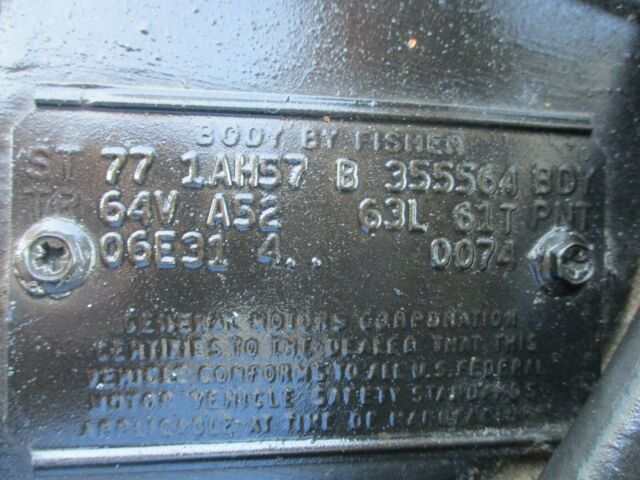 BODY BY FISHER
ST 77 1AH57 B 355564 BDY
TR 64V A52 63L 61T PNT
06E31 4.. 0074
GENERAL MOTORS CORPORATION
CERTIFIES TO THE DEALER THAT THIS
VEHICLE CONFORMS TO ALL U.S. FEDERAL
MOTOR VEHICLE SAFETY STANDARDS
APPLICABLE AT TIME OF MANUFACTURE